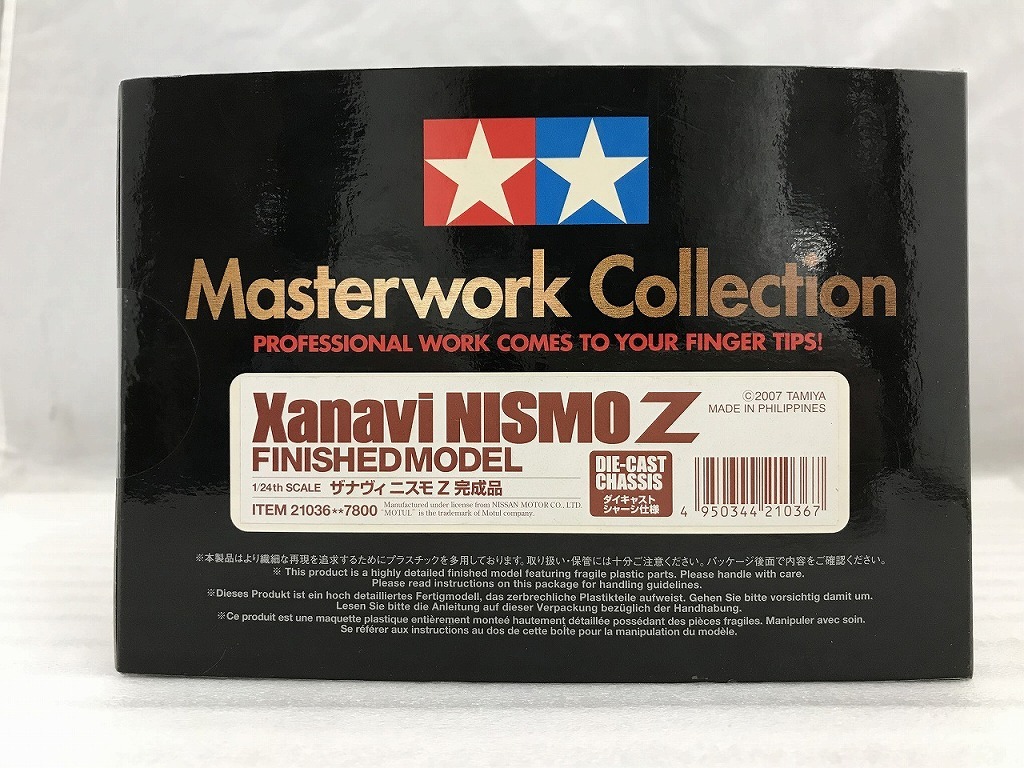 Masterwork Collection
PROFESSIONAL WORK COMES TO YOUR FINGER TIPS!
Xanavi NISMO Z
FINISHED MODEL
1/24th SCALE ザナヴィ ニスモ Z 完成品
ITEM 21036**7800
Manufactured under license from NISSAN MOTOR CO., LTD.
"MOTUL" is the trademark of Motul company.
©2007 TAMIYA
MADE IN PHILIPPINES
DIE-CAST
CHASSIS
ダイキャスト
シャーシ仕様
4 950344 210367
※本製品はより繊細な再現を追求するためにプラスチックを多用しております。取り扱い・保管には十分ご注意ください。パッケージ後面で内容をご確認ください。
※ This product is a highly detailed finished model featuring fragile plastic parts. Please handle with care.
Please read instructions on this package for handling guidelines.
※Dieses Produkt ist ein hoch detailliertes Fertigmodell, das zerbrechliche Plastikteile aufweist. Gehen Sie bitte vorsichtig damit um.
Lesen Sie bitte die Anleitung auf dieser Verpackung bezüglich der Handhabung.
※Ce produit est une maquette plastique entièrement monteé hautement détaillée possédant des pièces fragiles. Manipuler avec soin.
Se référer aux instructions au dos de cette boîte pour la manipulation du modèle.